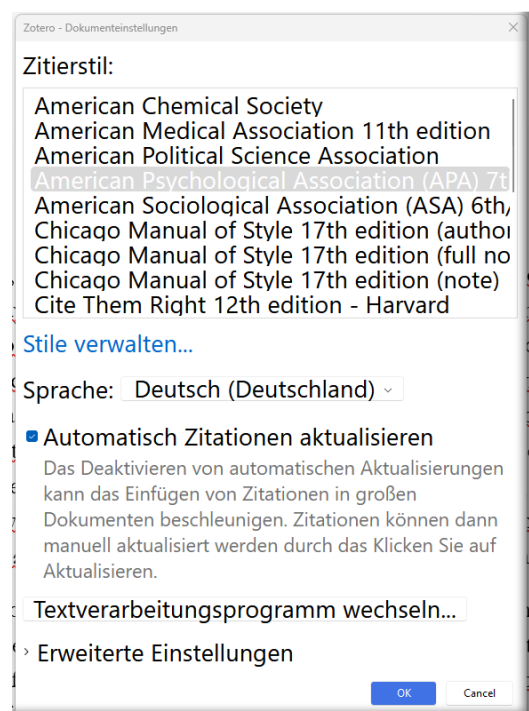 Zotero - Dokumenteinstellungen
Zitierstil:
American Chemical Society
American Medical Association 11th edition
American Political Science Association
American Psychological Association (APA) 7t
American Sociological Association (ASA) 6th/
Chicago Manual of Style 17th edition (author
Chicago Manual of Style 17th edition (full no
Chicago Manual of Style 17th edition (note)
Cite Them Right 12th edition - Harvard
Stile verwalten...
Sprache: Deutsch (Deutschland)
Automatisch Zitationen aktualisieren
Das Deaktivieren von automatischen Aktualisierungen
kann das Einfügen von Zitationen in großen
Dokumenten beschleunigen. Zitationen können dann
manuell aktualisiert werden durch das Klicken Sie auf
Aktualisieren.
Textverarbeitungsprogramm wechseln...
Erweiterte Einstellungen
OK Cancel